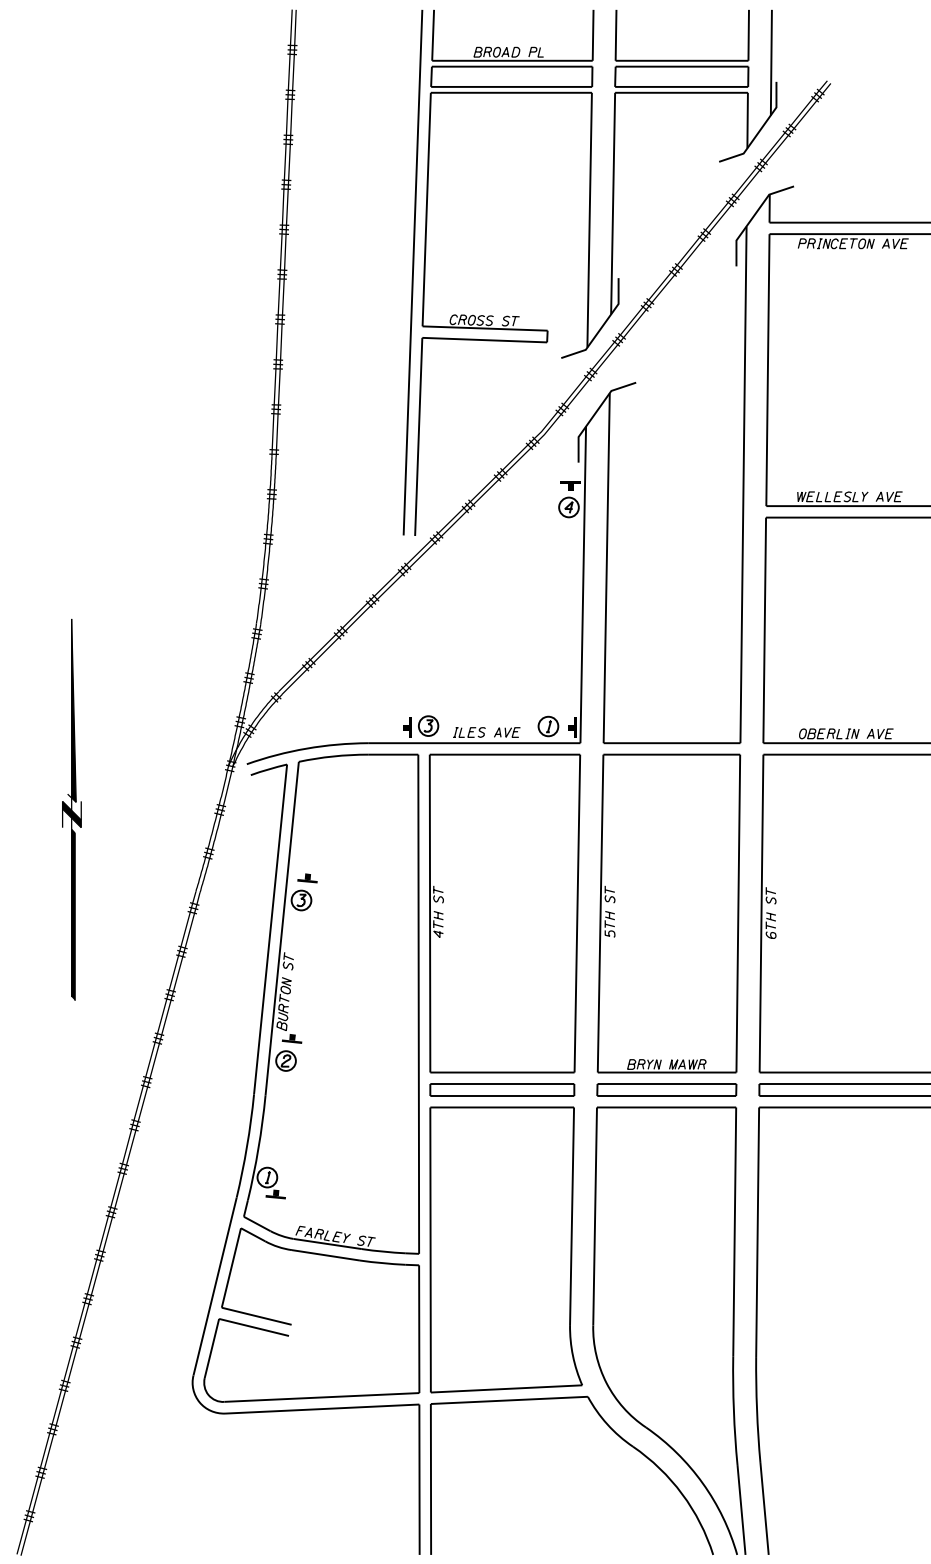 BROAD PL
PRINCETON AVE
CROSS ST
WELLESLY AVE
4
3
ILES AVE
1
OBERLIN AVE
N
3
4TH ST
5TH ST
6TH ST
BURTON ST
2
BRYN MAWR
1
FARLEY ST